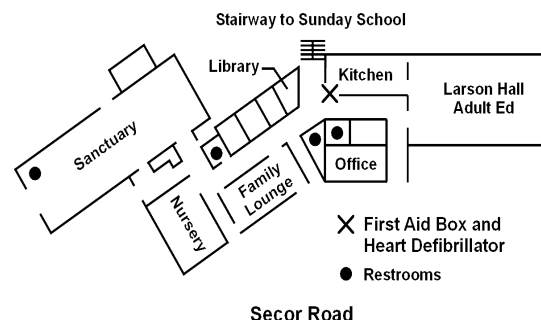 Stairway to Sunday School
Library
Kitchen
Larson Hall
Adult Ed
Sanctuary
Office
Family
Lounge
Nursery
First Aid Box and
Heart Defibrillator
Restrooms
Secor Road